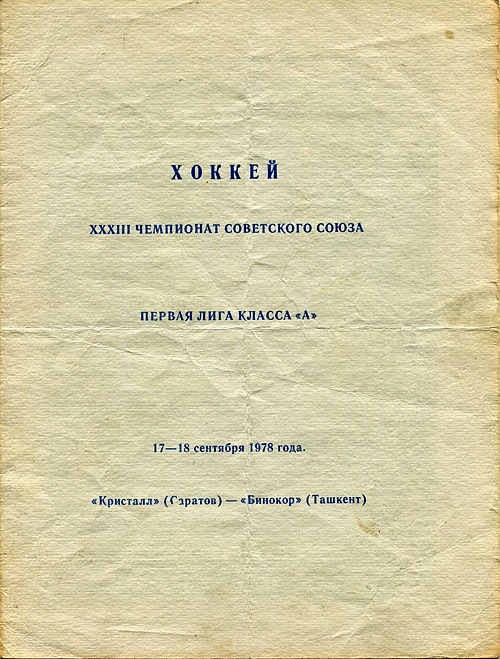 ХОККЕЙ
XXXIII ЧЕМПИОНАТ СОВЕТСКОГО СОЮЗА
ПЕРВАЯ ЛИГА КЛАССА «А»
17—18 сентября 1978 года.
«Кристалл» (Саратов) — «Бинокор» (Ташкент)